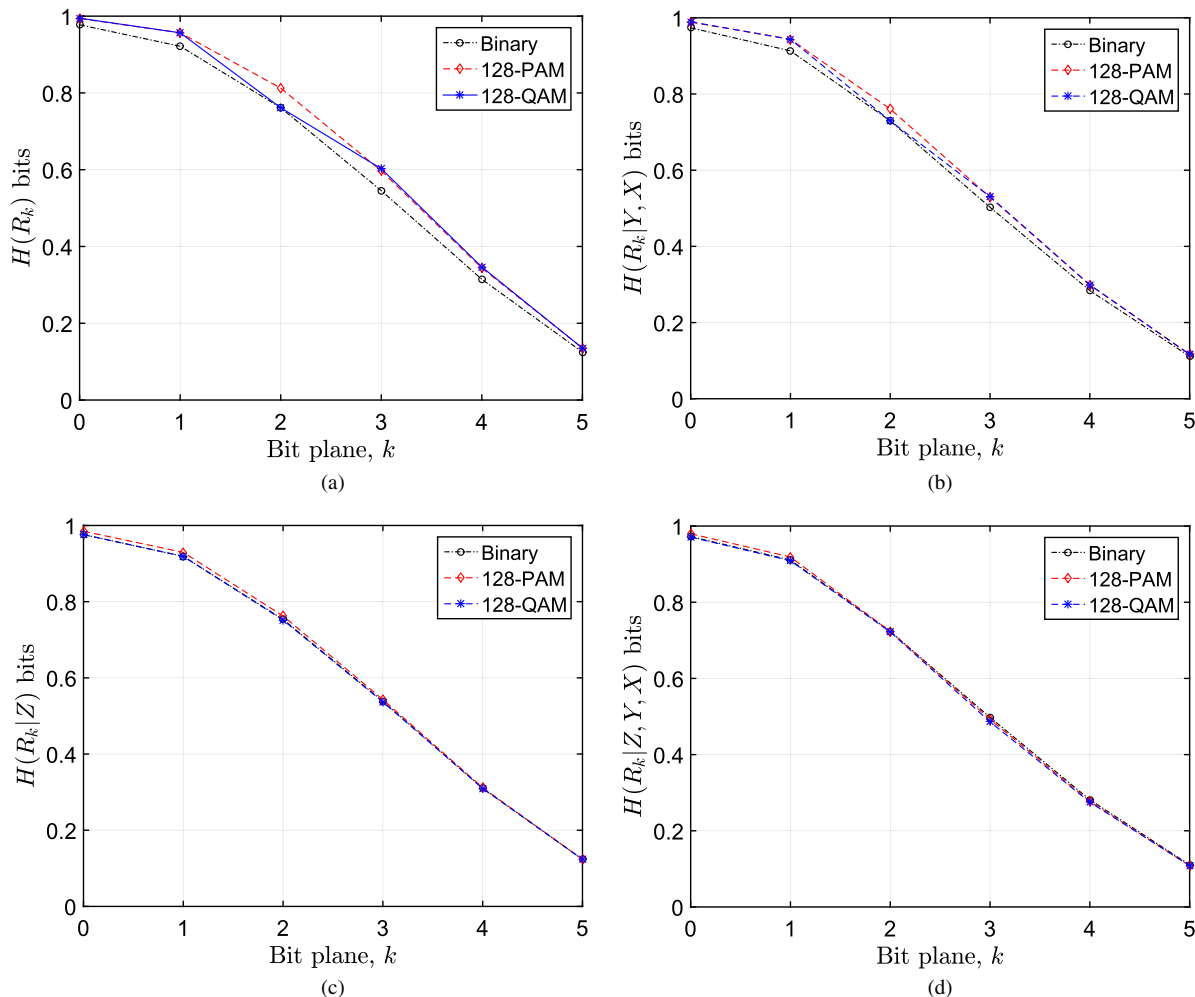 1
0.8
0.6
0.4
0.2
0
H(R_k) bits
0 1 2 3 4 5
Bit plane, k
Binary
128-PAM
128-QAM
(a)
1
0.8
0.6
0.4
0.2
0
H(R_k|Y, X) bits
0 1 2 3 4 5
Bit plane, k
Binary
128-PAM
128-QAM
(b)
1
0.8
0.6
0.4
0.2
0
H(R_k|Z) bits
0 1 2 3 4 5
Bit plane, k
Binary
128-PAM
128-QAM
(c)
1
0.8
0.6
0.4
0.2
0
H(R_k|Z, Y, X) bits
0 1 2 3 4 5
Bit plane, k
Binary
128-PAM
128-QAM
(d)